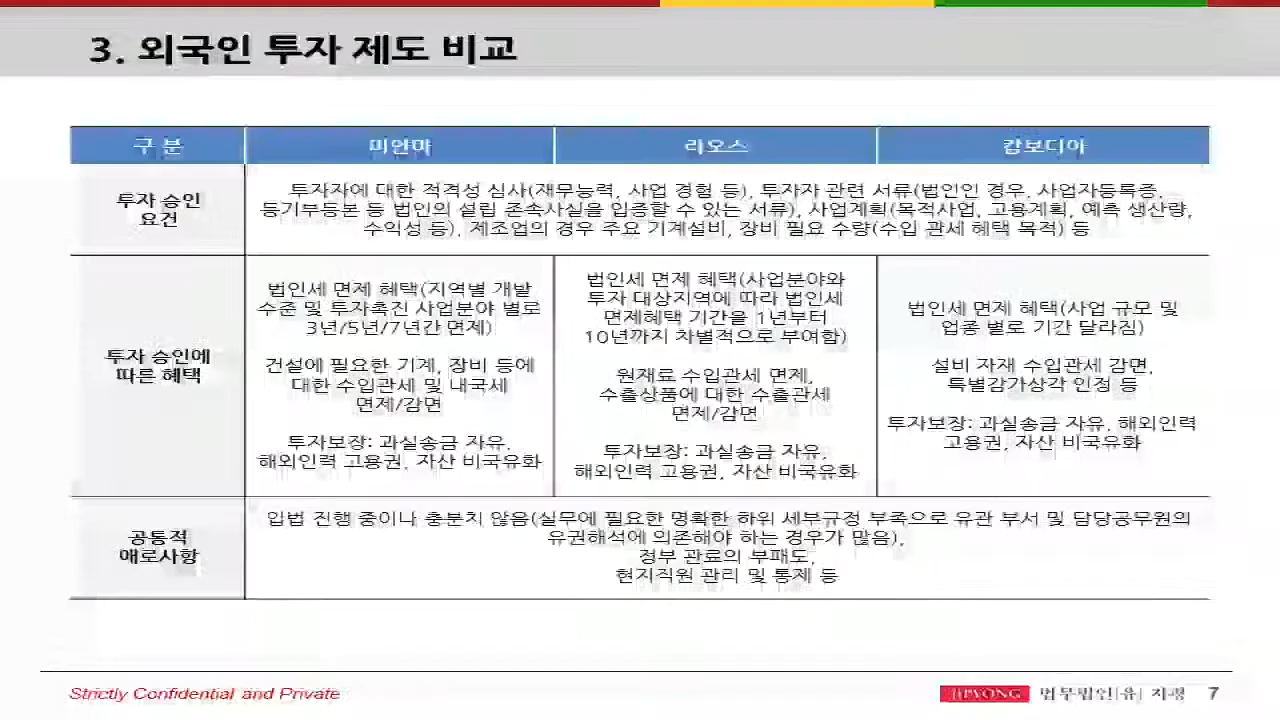 3. 외국인 투자 제도 비교
구 분
미얀마
라오스
캄보디아
투자 승인
요건
투자자에 대한 적격성 심사(재무능력, 사업 경험 등), 투자자 관련 서류(법인인 경우, 사업자등록증,
등기부등본 등 법인의 설립 존속사실을 입증할 수 있는 서류), 사업계획(목적사업, 고용계획, 예측 생산량,
수익성 등), 제조업의 경우 주요 기계설비, 장비 필요 수량(수입 관세 혜택 목적) 등
투자 승인에
따른 혜택
법인세 면제 혜택(지역별 개발
수준 및 투자촉진 사업분야 별로
3년/5년/7년간 면제)
건설에 필요한 기계, 장비 등에
대한 수입관세 및 내국세
면제/감면
투자보장: 과실송금 자유,
해외인력 고용권, 자산 비국유화
법인세 면제 혜택(사업분야와
투자 대상지역에 따라 법인세
면제혜택 기간을 1년부터
10년까지 차별적으로 부여함)
원재료 수입관세 면제,
수출상품에 대한 수출관세
면제/감면
투자보장: 과실송금 자유,
해외인력 고용권, 자산 비국유화
법인세 면제 혜택(사업 규모 및
업종 별로 기간 달라짐)
설비 자재 수입관세 감면,
특별감가상각 인정 등
투자보장: 과실송금 자유, 해외인력
고용권, 자산 비국유화
공통적
애로사항
입법 진행 중이나 충분치 않음(실무에 필요한 명확한 하위 세부규정 부족으로 유관 부서 및 담당공무원의
유권해석에 의존해야 하는 경우가 많음),
정부 관료의 부패도,
현지직원 관리 및 통제 등
Strictly Confidential and Private
JIPYONG 법무법인(유) 지평 7